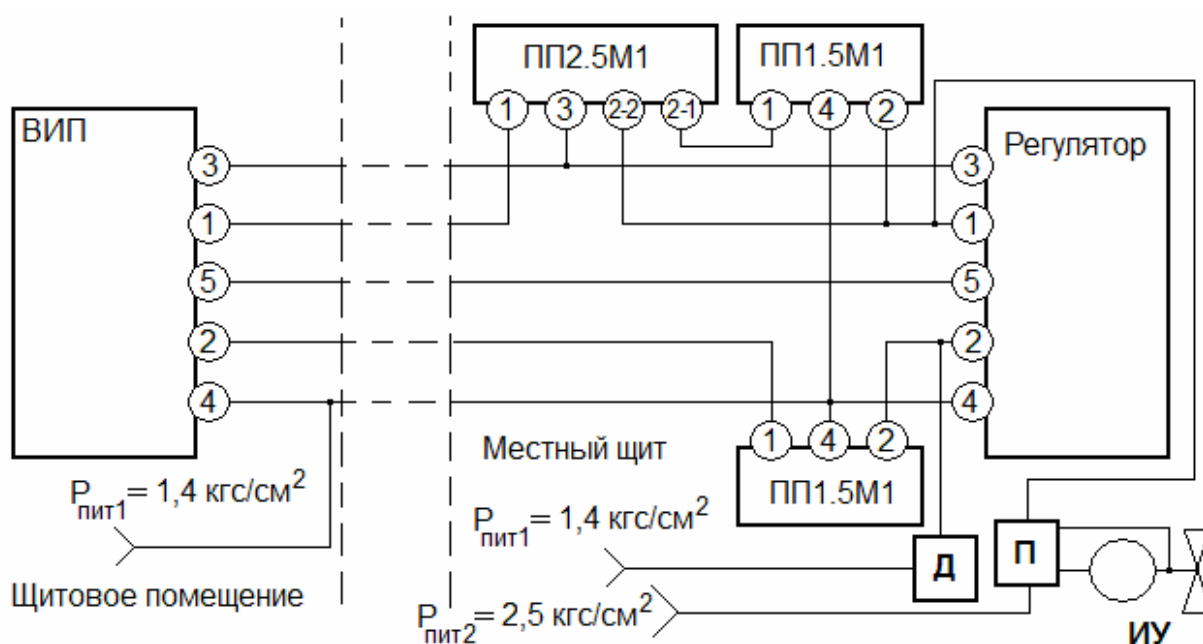 ПП2.5М1 ПП1.5М1
1 3 2-2 2-1 1 4 2
ВИП Регулятор
3 3
1 1
5 5
2 2
4 4
Местный щит
1 4 2
ПП1.5М1
Pпит1 = 1,4 кгс/см²
Pпит1 = 1,4 кгс/см²
Д П
Щитовое помещение
Pпит2 = 2,5 кгс/см²
ИУ